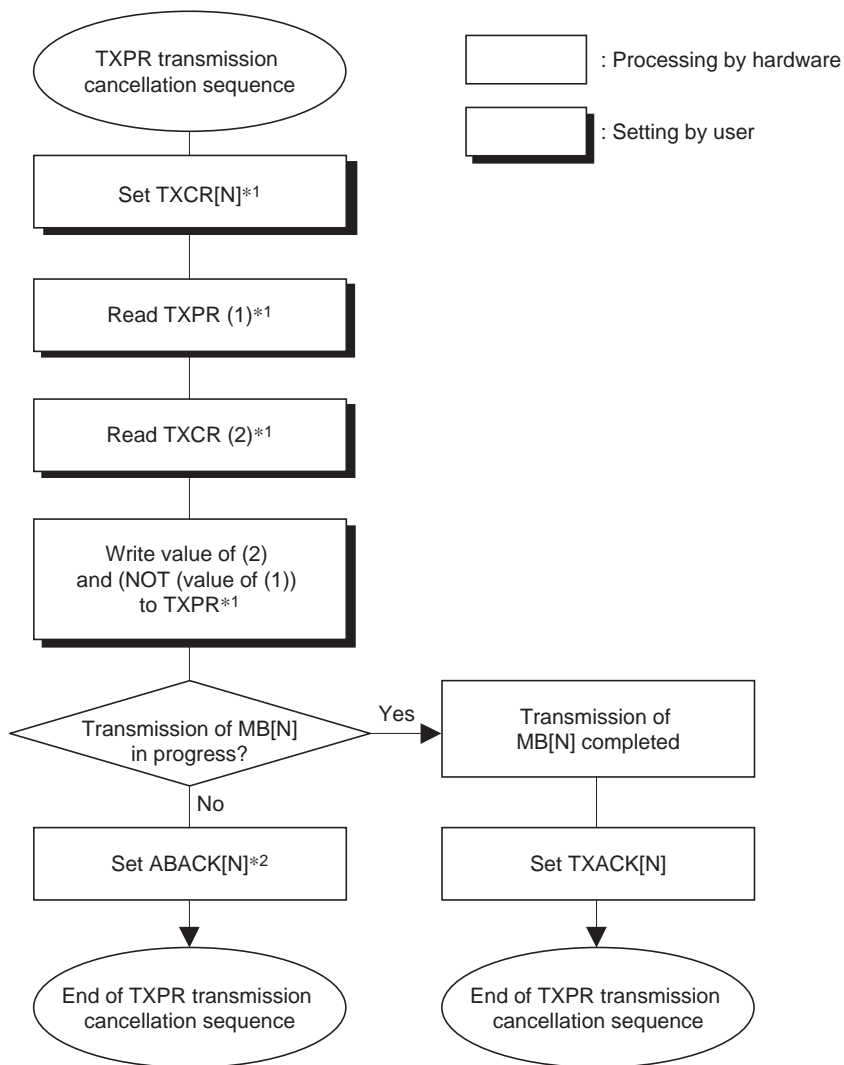 TXPR transmission
cancellation sequence
: Processing by hardware
: Setting by user
Set TXCR[N]*1
Read TXPR (1)*1
Read TXCR (2)*1
Write value of (2)
and (NOT (value of (1))
to TXPR*1
Transmission of MB[N]
in progress?
Yes
Transmission of
MB[N] completed
No
Set ABACK[N]*2
Set TXACK[N]
End of TXPR transmission
cancellation sequence
End of TXPR transmission
cancellation sequence